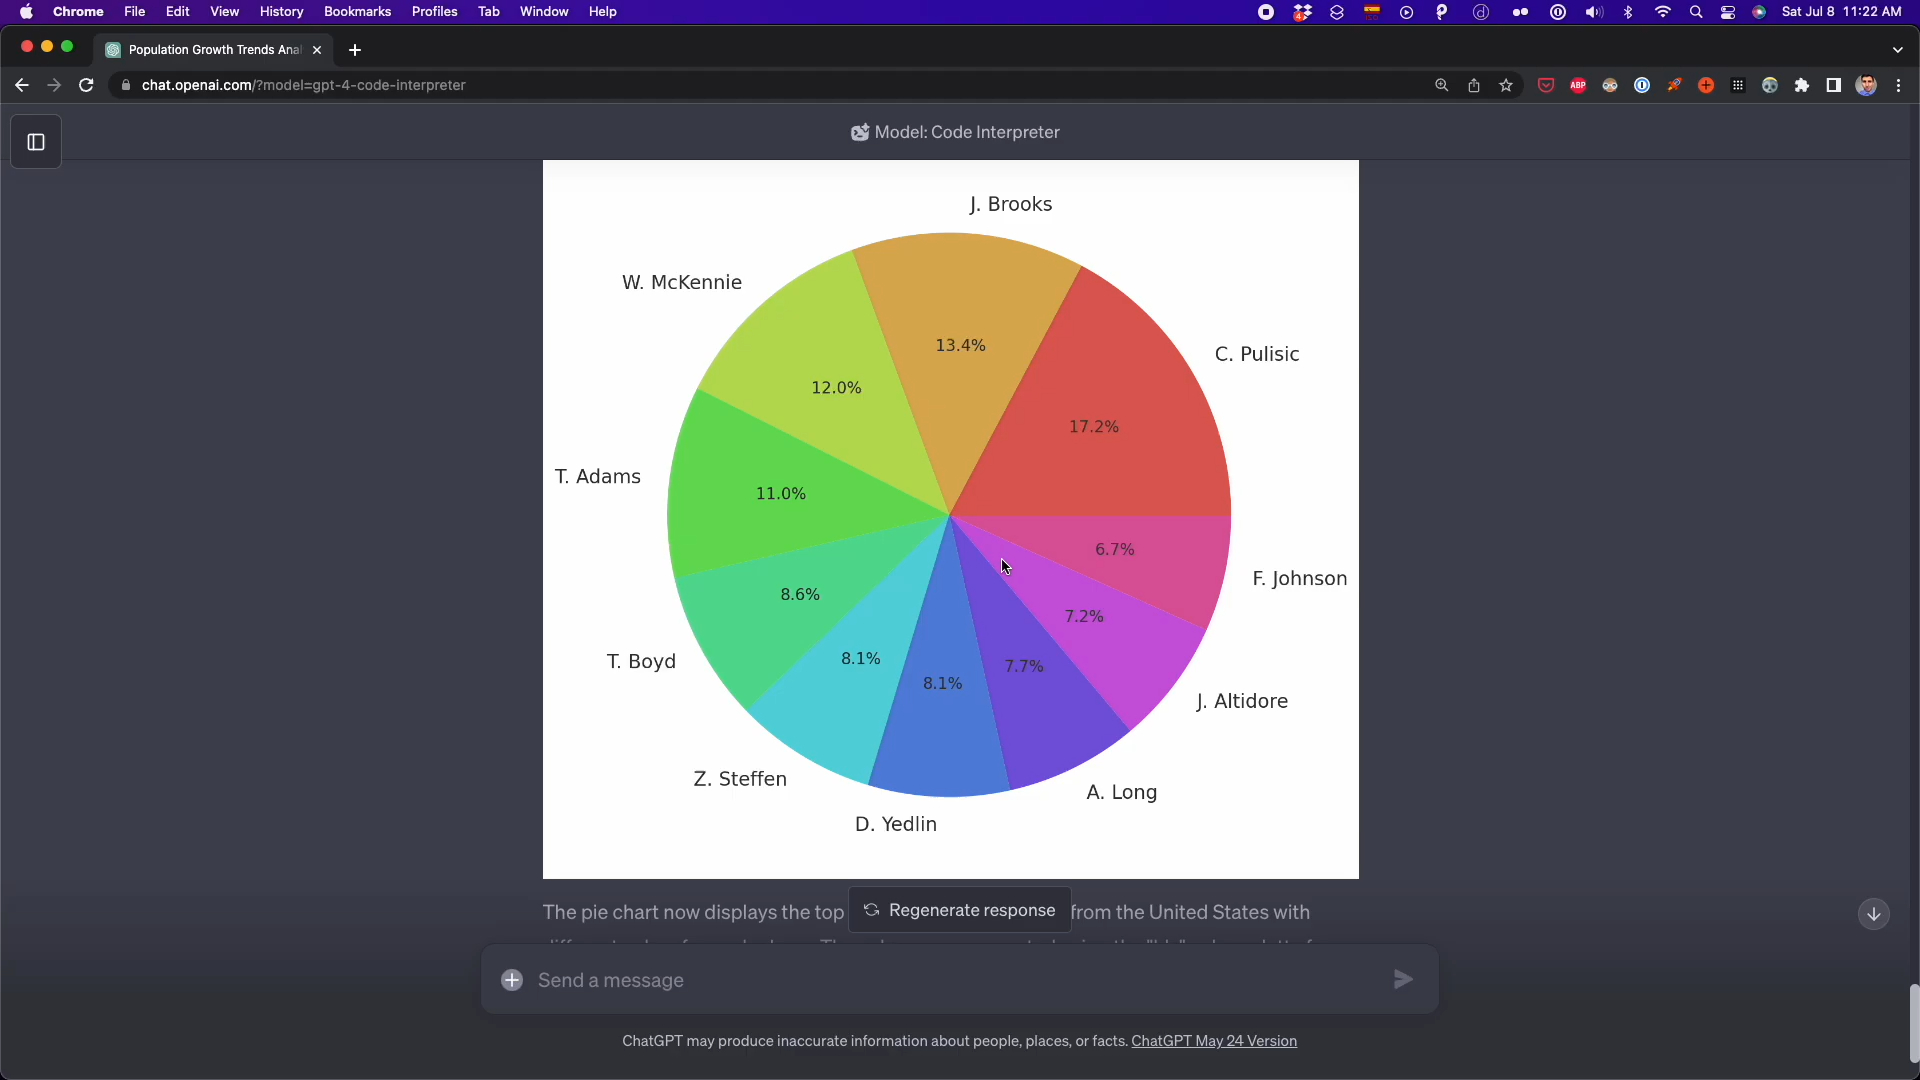 Chrome File Edit View History Bookmarks Profiles Tab Window Help Sat Jul 8 11:22 AM
Population Growth Trends Ana
chat.openai.com/?model=gpt-4-code-interpreter
ABP
Model: Code Interpreter
J. Brooks
W. McKennie
13.4%
C. Pulisic
12.0%
17.2%
T. Adams
11.0%
6.7%
F. Johnson
8.6%
7.2%
T. Boyd
8.1%
7.7%
8.1%
J. Altidore
Z. Steffen
A. Long
D. Yedlin
The pie chart now displays the top
Regenerate response
from the United States with
Send a message
ChatGPT may produce inaccurate information about people, places, or facts. ChatGPT May 24 Version